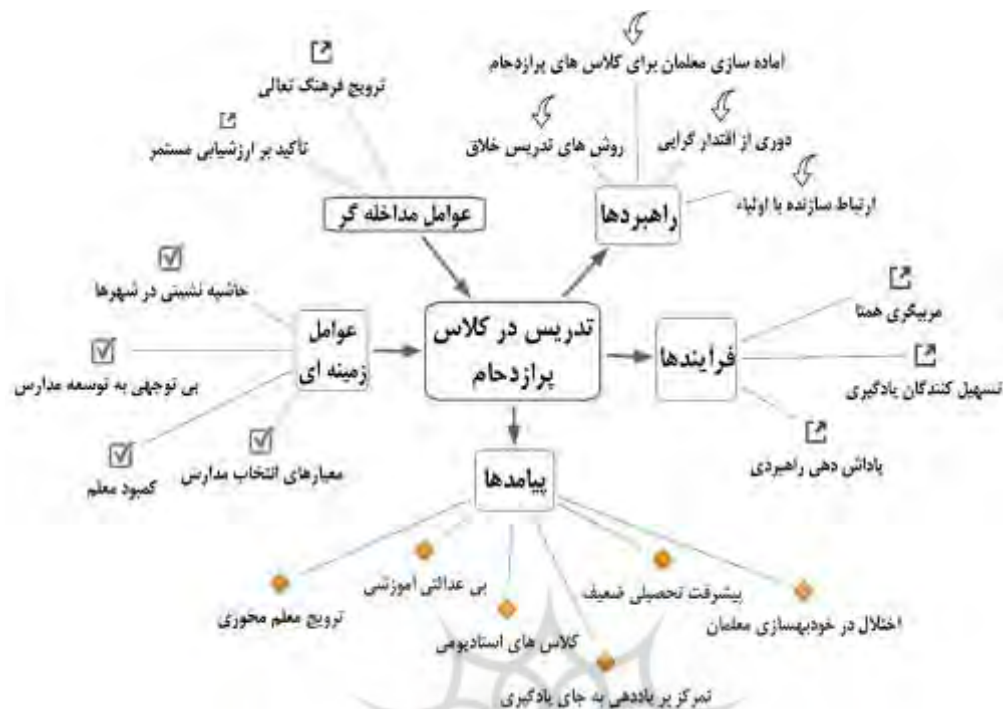 آماده سازی معلمان برای کلاس های پرازدحام
ترویج فرهنگ تعالی
دوری از اقتدار گرایی
روش های تدریس خلاق
تأکید بر ارزشیابی مستمر
ارتباط سازنده با اولیاء
راهبردها
عوامل مداخله گر
حاشیه نشینی در شهرها
مربیگری همتا
عوامل
زمینه ای
تدریس در کلاس
پرازدحام
فرآیندها
بی توجهی به توسعه مدارس
تسهیل کنندگان یادگیری
معیارهای انتخاب مدارس
کمبود معلم
پاداش دهی راهبردی
پیامدها
بی عدالتی آموزشی
پیشرفت تحصیلی ضعیف
ترویج معلم محوری
اختلال در خودبهسازی معلمان
کلاس های استادیومی
تمرکز بر یاددهی به جای یادگیری